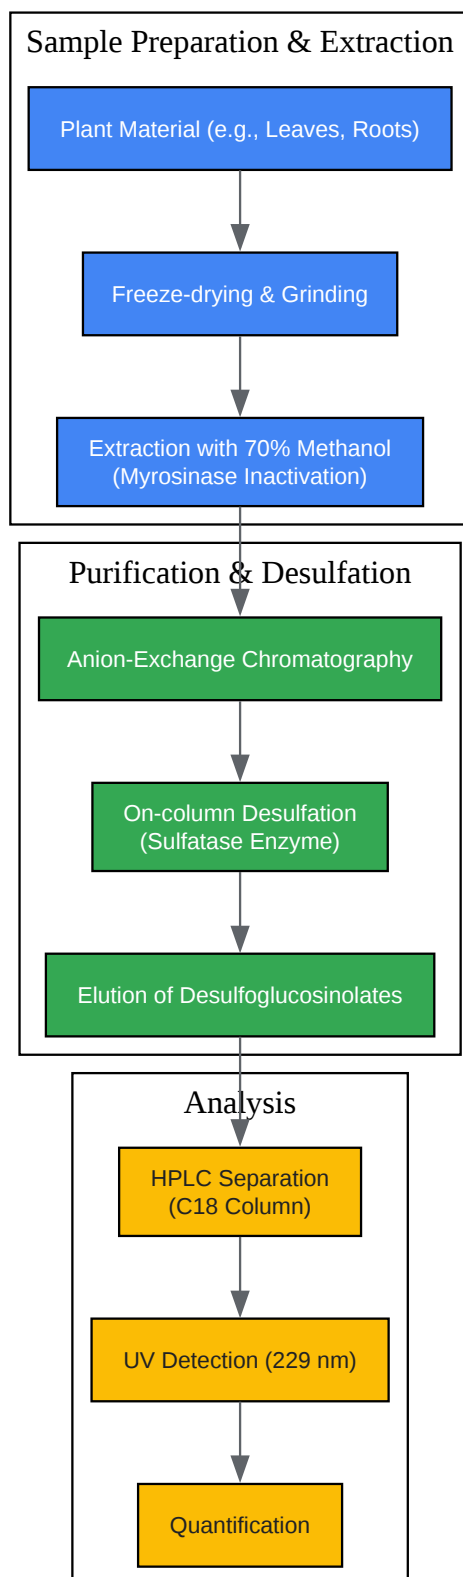 Sample Preparation & Extraction
Plant Material (e.g., Leaves, Roots)
Freeze-drying & Grinding
Extraction with 70% Methanol
(Myrosinase Inactivation)
Purification & Desulfation
Anion-Exchange Chromatography
On-column Desulfation
(Sulfatase Enzyme)
Elution of Desulfoglucosinolates
Analysis
HPLC Separation
(C18 Column)
UV Detection (229 nm)
Quantification